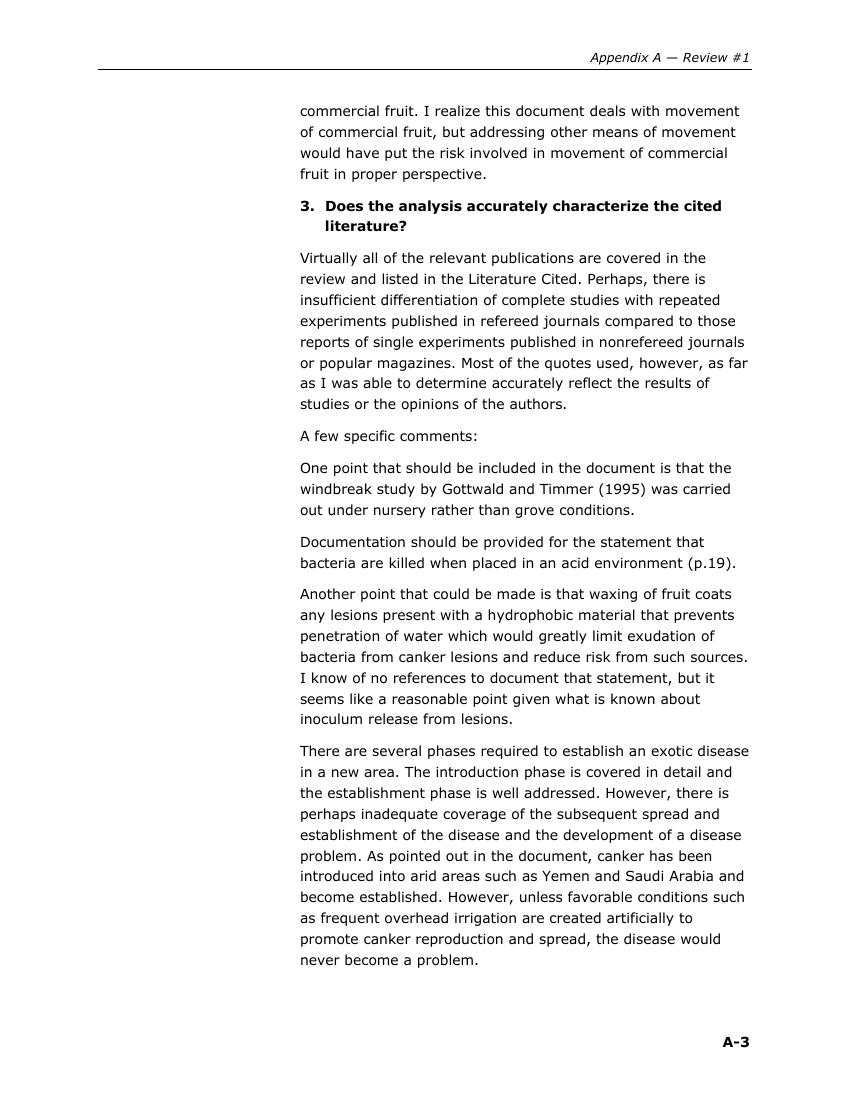 Appendix A — Review #1
commercial fruit. I realize this document deals with movement
of commercial fruit, but addressing other means of movement
would have put the risk involved in movement of commercial
fruit in proper perspective.
3. Does the analysis accurately characterize the cited
literature?
Virtually all of the relevant publications are covered in the
review and listed in the Literature Cited. Perhaps, there is
insufficient differentiation of complete studies with repeated
experiments published in refereed journals compared to those
reports of single experiments published in nonrefereed journals
or popular magazines. Most of the quotes used, however, as far
as I was able to determine accurately reflect the results of
studies or the opinions of the authors.
A few specific comments:
One point that should be included in the document is that the
windbreak study by Gottwald and Timmer (1995) was carried
out under nursery rather than grove conditions.
Documentation should be provided for the statement that
bacteria are killed when placed in an acid environment (p.19).
Another point that could be made is that waxing of fruit coats
any lesions present with a hydrophobic material that prevents
penetration of water which would greatly limit exudation of
bacteria from canker lesions and reduce risk from such sources.
I know of no references to document that statement, but it
seems like a reasonable point given what is known about
inoculum release from lesions.
There are several phases required to establish an exotic disease
in a new area. The introduction phase is covered in detail and
the establishment phase is well addressed. However, there is
perhaps inadequate coverage of the subsequent spread and
establishment of the disease and the development of a disease
problem. As pointed out in the document, canker has been
introduced into arid areas such as Yemen and Saudi Arabia and
become established. However, unless favorable conditions such
as frequent overhead irrigation are created artificially to
promote canker reproduction and spread, the disease would
never become a problem.
A-3